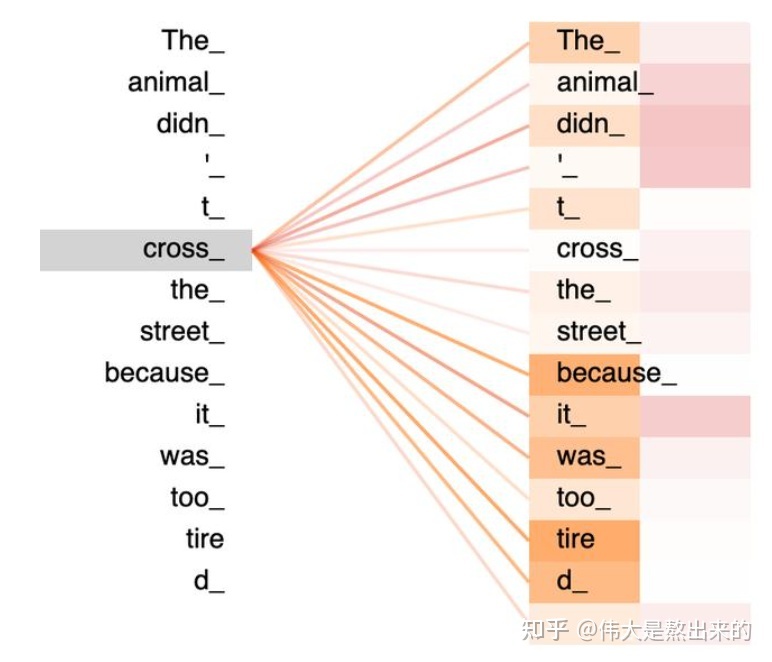 The_ The_
animal_ animal_
didn_ didn_
'_ '_
t_ t_
cross_ cross_
the_ the_
street_ street_
because_ because_
it_ it_
was_ was_
too_ too_
tire tire
d_ d_
知乎 @伟大是熬出来的